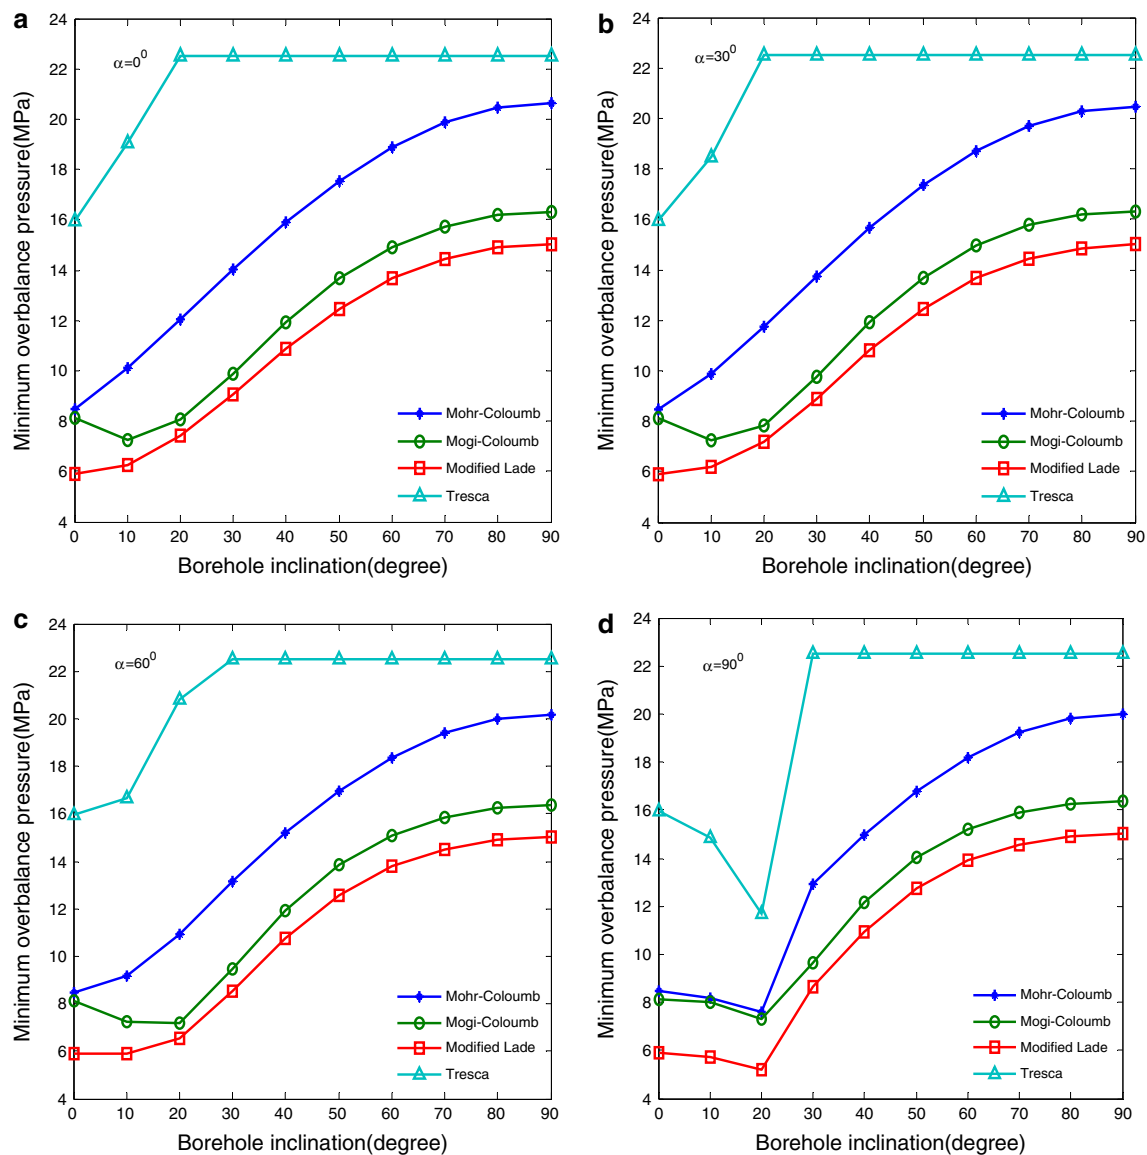 a
α=0⁰
Minimum overbalance pressure(MPa)
24
22
20
18
16
14
12
10
8
6
4
Mohr-Coloumb
Mogi-Coloumb
Modified Lade
Tresca
0 10 20 30 40 50 60 70 80 90
Borehole inclination(degree)
b
α=30⁰
Minimum overbalance pressure(MPa)
24
22
20
18
16
14
12
10
8
6
4
Mohr-Coloumb
Mogi-Coloumb
Modified Lade
Tresca
0 10 20 30 40 50 60 70 80 90
Borehole inclination(degree)
c
α=60⁰
Minimum overbalance pressure(MPa)
24
22
20
18
16
14
12
10
8
6
4
Mohr-Coloumb
Mogi-Coloumb
Modified Lade
Tresca
0 10 20 30 40 50 60 70 80 90
Borehole inclination(degree)
d
α=90⁰
Minimum overbalance pressure(MPa)
24
22
20
18
16
14
12
10
8
6
4
Mohr-Coloumb
Mogi-Coloumb
Modified Lade
Tresca
0 10 20 30 40 50 60 70 80 90
Borehole inclination(degree)